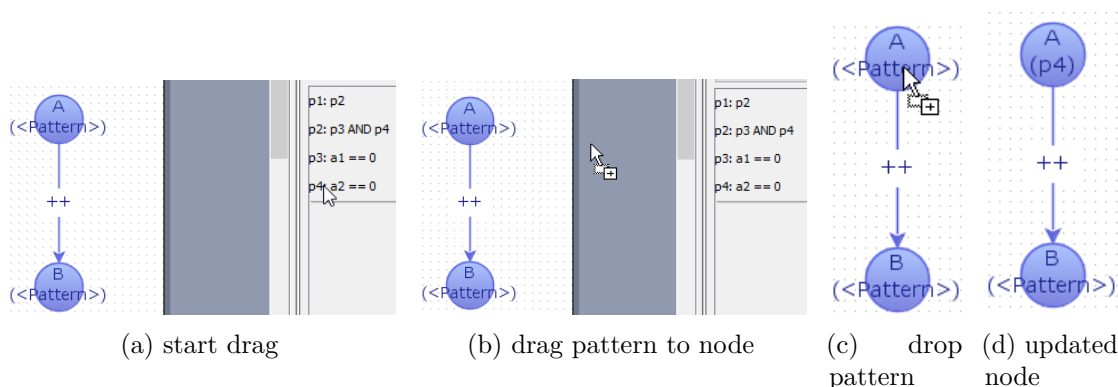 A
(<Pattern>)
++
B
(<Pattern>)
p1: p2
p2: p3 AND p4
p3: a1 == 0
p4: a2 == 0
(a) start drag
A
(<Pattern>)
++
B
(<Pattern>)
p1: p2
p2: p3 AND p4
p3: a1 == 0
p4: a2 == 0
(b) drag pattern to node
A
(<Pattern>)
++
B
(<Pattern>)
(c) drop
pattern
A
(p4)
++
B
(<Pattern>)
(d) updated
node